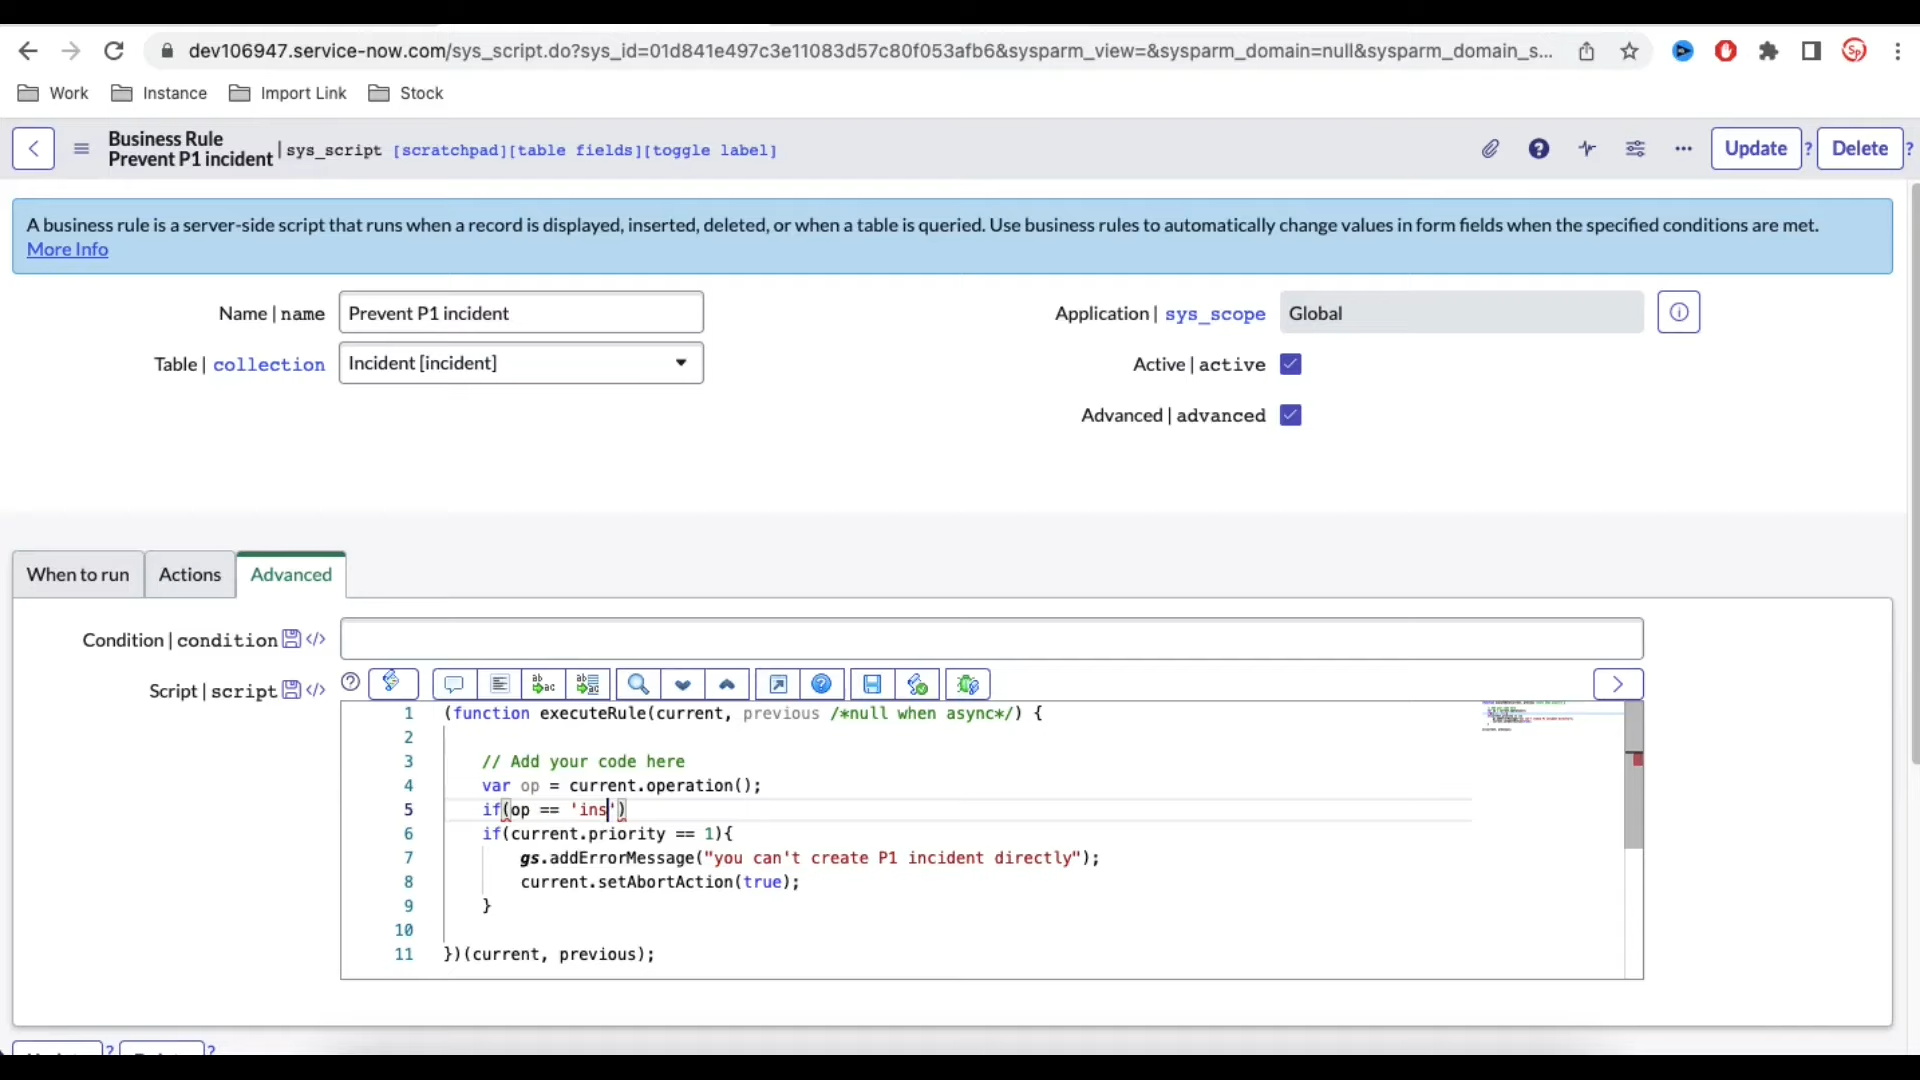 dev106947.service-now.com/sys_script.do?sys_id=01d841e497c3e11083d57c80f053afb6&sysparm_view=&sysparm_domain=null&sysparm_domain_s...
Sp
Work Instance Import Link Stock
Business Rule
Prevent P1 incident | sys_script [scratchpad][table fields][toggle label]
Update ? Delete ?
A business rule is a server-side script that runs when a record is displayed, inserted, deleted, or when a table is queried. Use business rules to automatically change values in form fields when the specified conditions are met.
More Info
Name | name Prevent P1 incident Application | sys_scope Global
Table | collection Incident [incident] Active | active
Advanced | advanced
When to run Actions Advanced
Condition | condition </>
Script | script </>
1 (function executeRule(current, previous /*null when async*/) {
2
3 // Add your code here
4 var op = current.operation();
5 if(op == 'ins')
6 if(current.priority == 1){
7 gs.addErrorMessage("you can't create P1 incident directly");
8 current.setAbortAction(true);
9 }
10
11 })(current, previous);